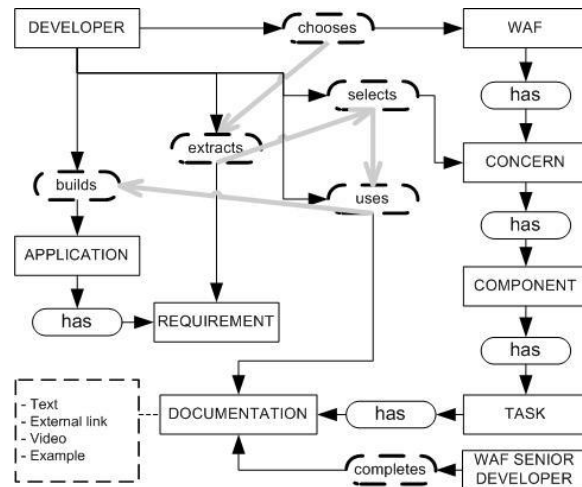 DEVELOPER
chooses
WAF
has
selects
extracts
CONCERN
builds
uses
has
APPLICATION
COMPONENT
has
REQUIREMENT
has
- Text
- External link
- Video
- Example
DOCUMENTATION
has
TASK
completes
WAF SENIOR
DEVELOPER